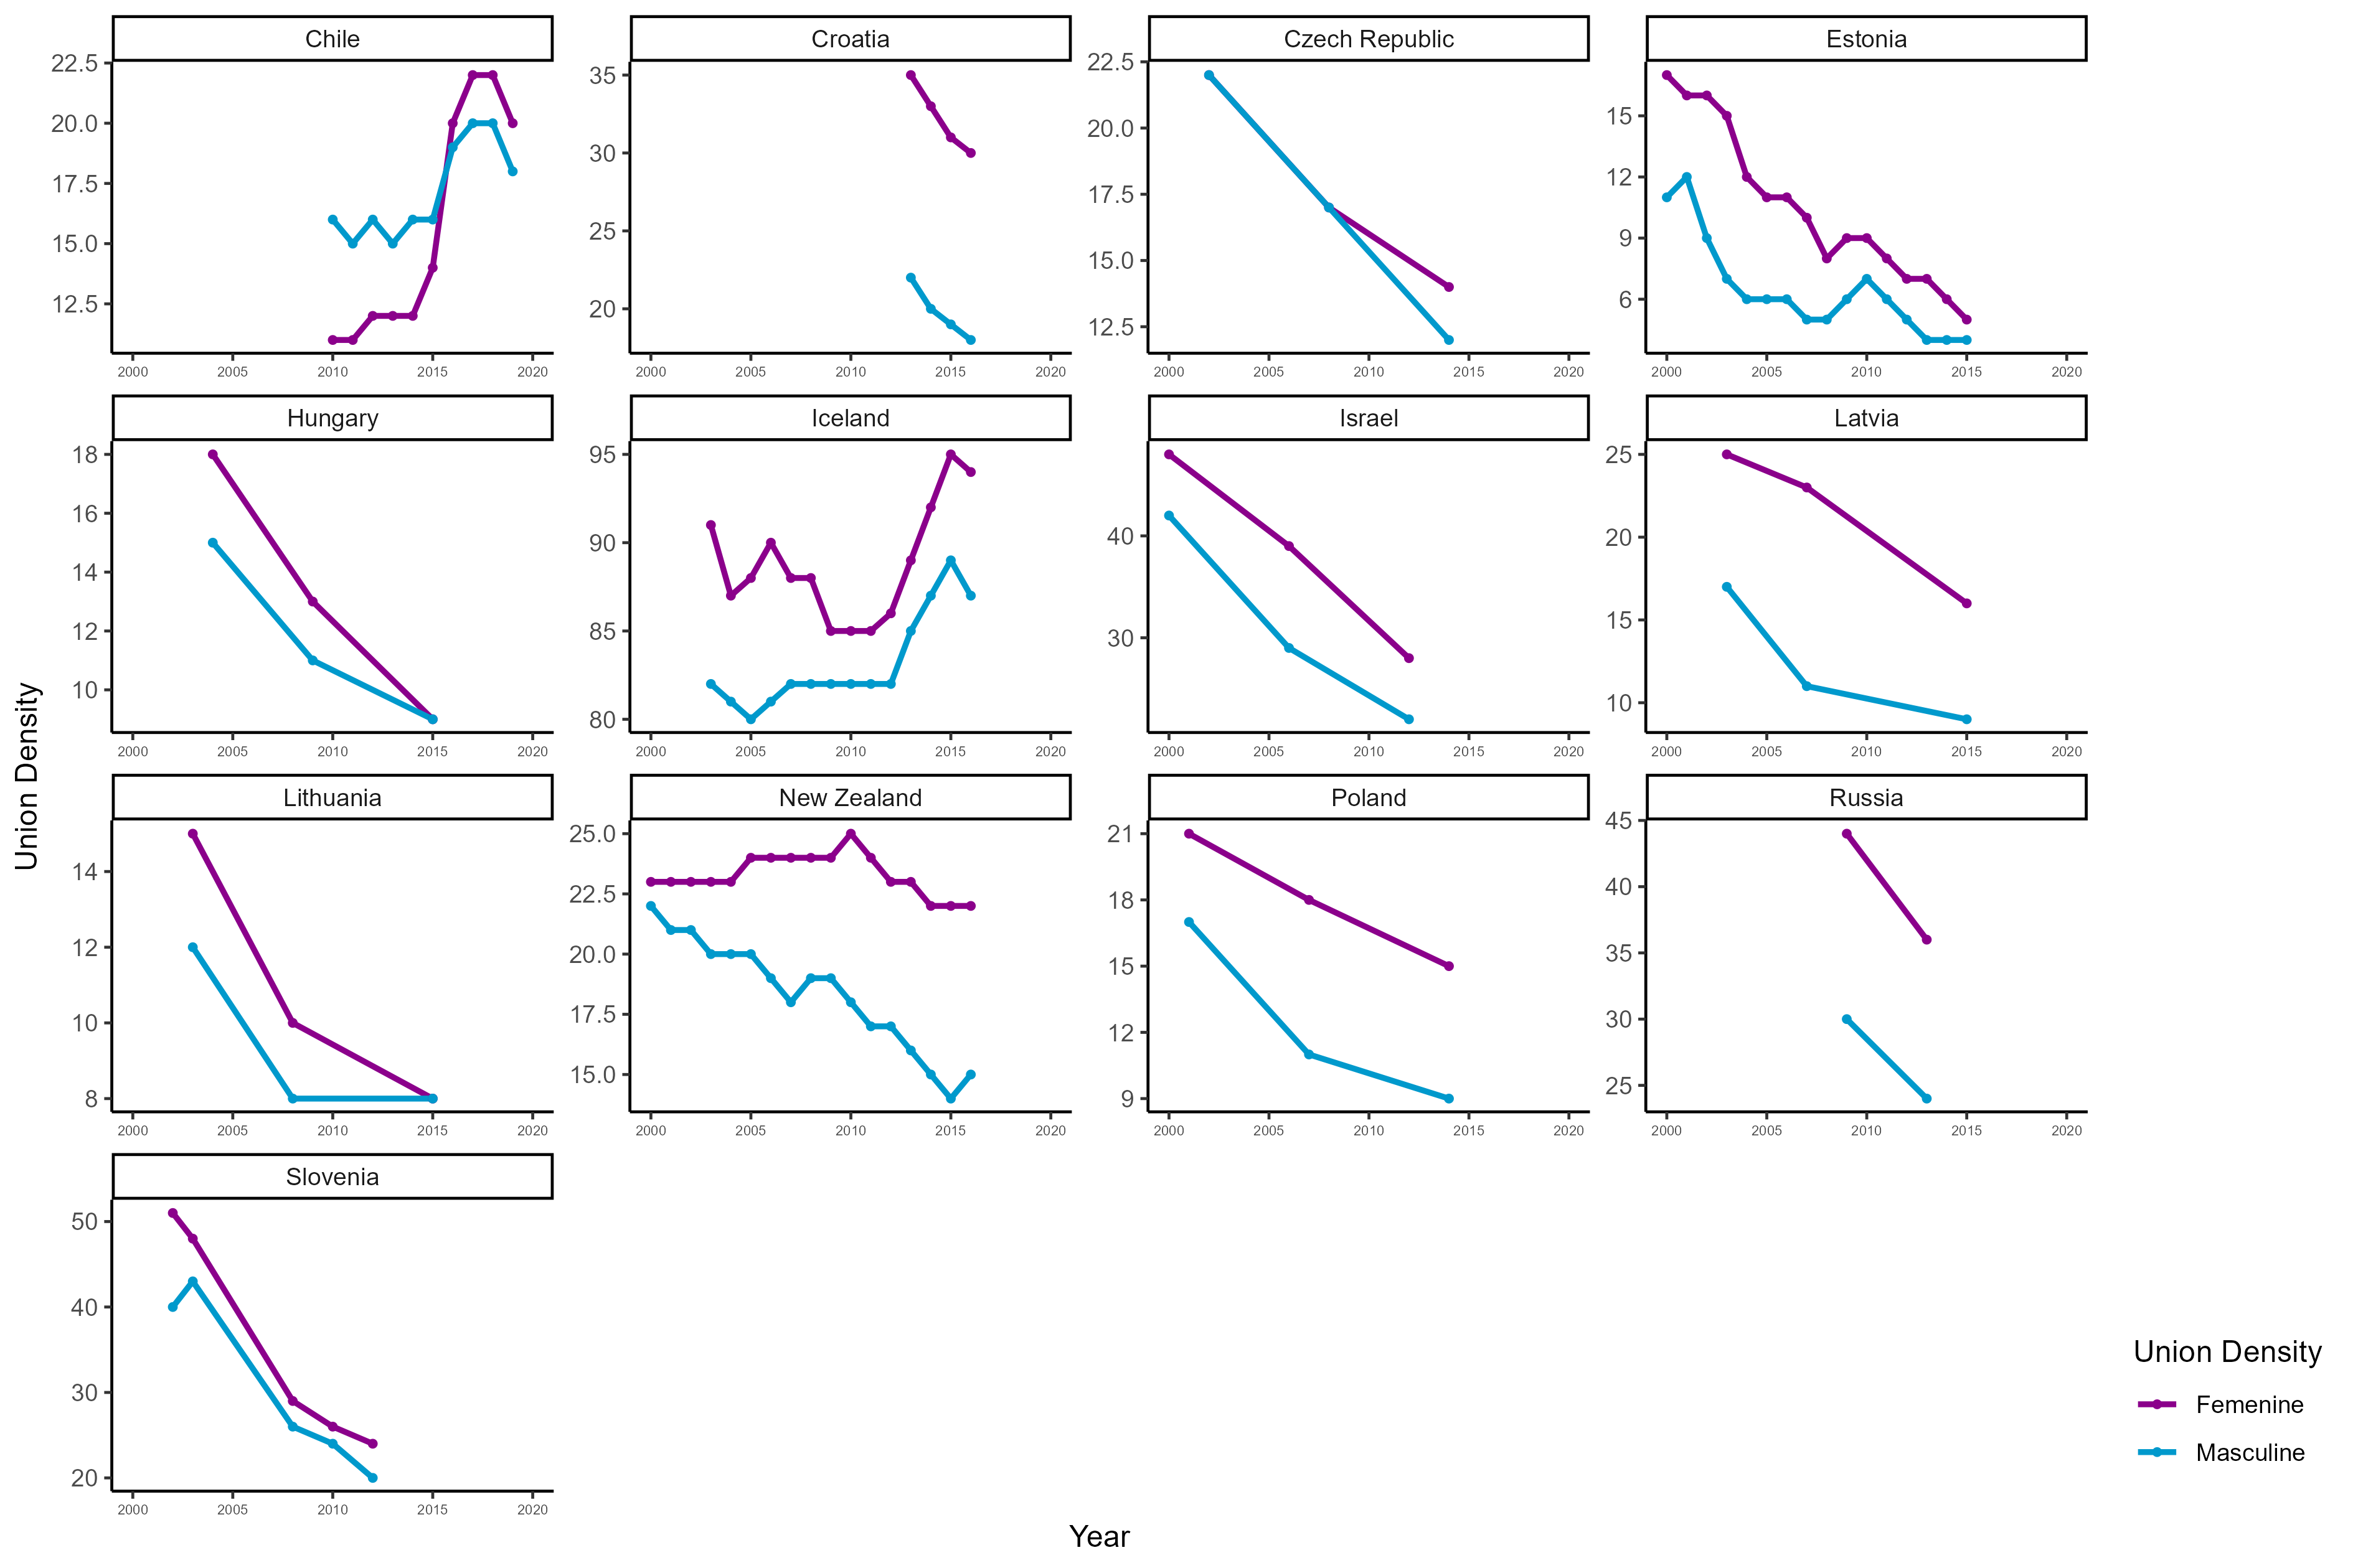 Chile Croatia Czech Republic Estonia
22.5
20.0
17.5
15.0
12.5
2000 2005 2010 2015 2020
35
30
25
20
2000 2005 2010 2015 2020
22.5
20.0
17.5
15.0
12.5
2000 2005 2010 2015 2020
15
12
9
6
2000 2005 2010 2015 2020
Hungary Iceland Israel Latvia
18
16
14
12
10
2000 2005 2010 2015 2020
95
90
85
80
2000 2005 2010 2015 2020
40
30
2000 2005 2010 2015 2020
25
20
15
10
2000 2005 2010 2015 2020
Union Density
Lithuania New Zealand Poland Russia
14
12
10
8
2000 2005 2010 2015 2020
25.0
22.5
20.0
17.5
15.0
2000 2005 2010 2015 2020
21
18
15
12
9
2000 2005 2010 2015 2020
45
40
35
30
25
2000 2005 2010 2015 2020
Slovenia
50
40
30
20
2000 2005 2010 2015 2020
Year
Union Density
Femenine
Masculine